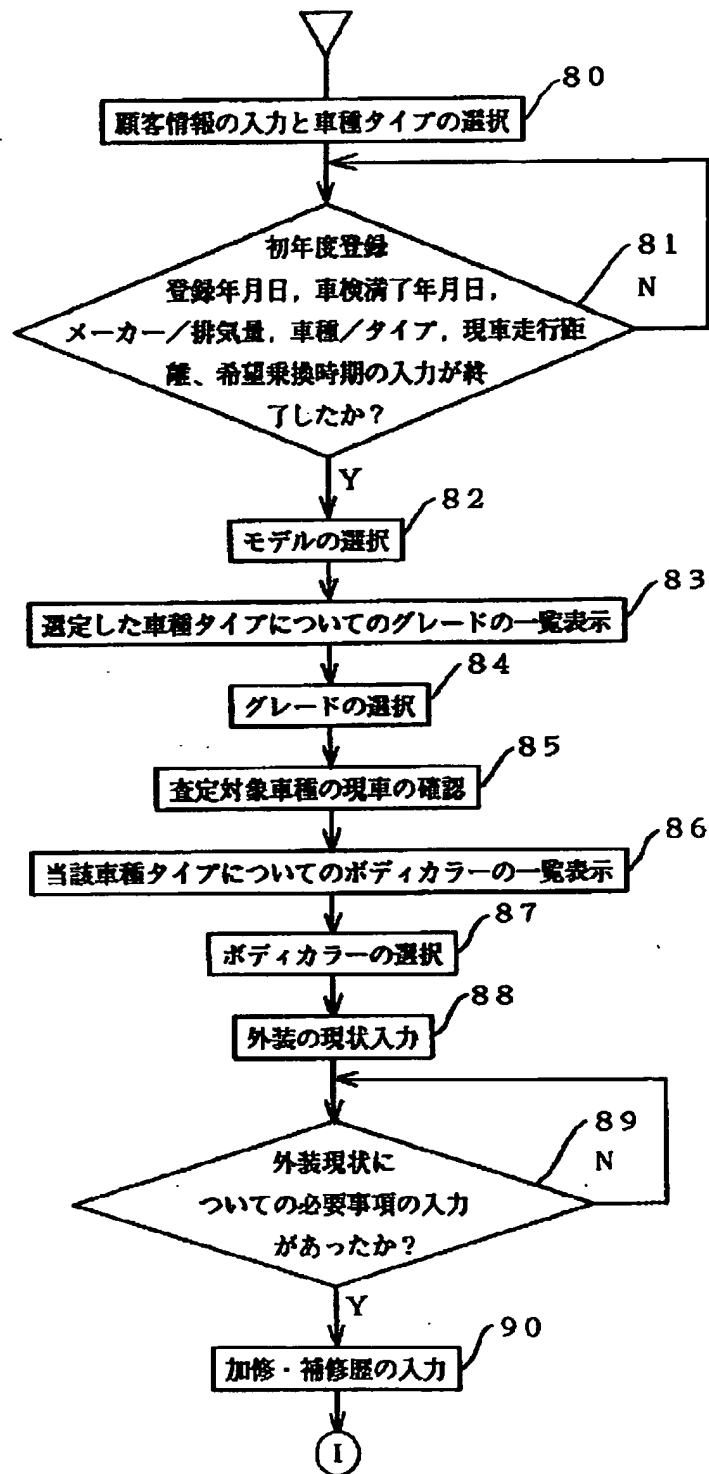 80
顧客情報の入力と車種タイプの選択
初年度登録
81
登録年月日，車検満了年月日，
N
メーカー／排気量，車種／タイプ，現車走行距
離、希望乗換時期の入力が終
了したか？
Y
82
モデルの選択
83
選定した車種タイプについてのグレードの一覧表示
84
グレードの選択
85
査定対象車種の現車の確認
86
当該車種タイプについてのボディカラーの一覧表示
87
ボディカラーの選択
88
外装の現状入力
89
外装現状に
N
ついての必要事項の入力
があったか？
Y
90
加修・補修歴の入力
I